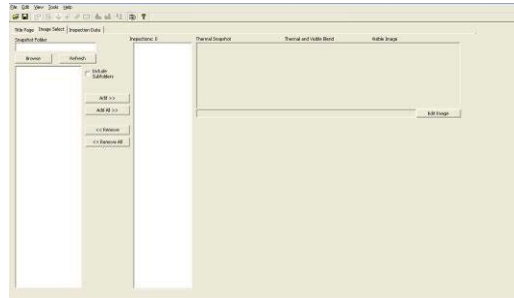 File Edit View Tools Help
Title Page Image Select Inspection Data
Snapshot Folder
Inspections: 0
Thermal Snapshot
Thermal and Visible Blend
Visible Image
Browse
Refresh
Include
Subfolders
Add >>
Add All >>
<< Remove
<< Remove All
Edit Image